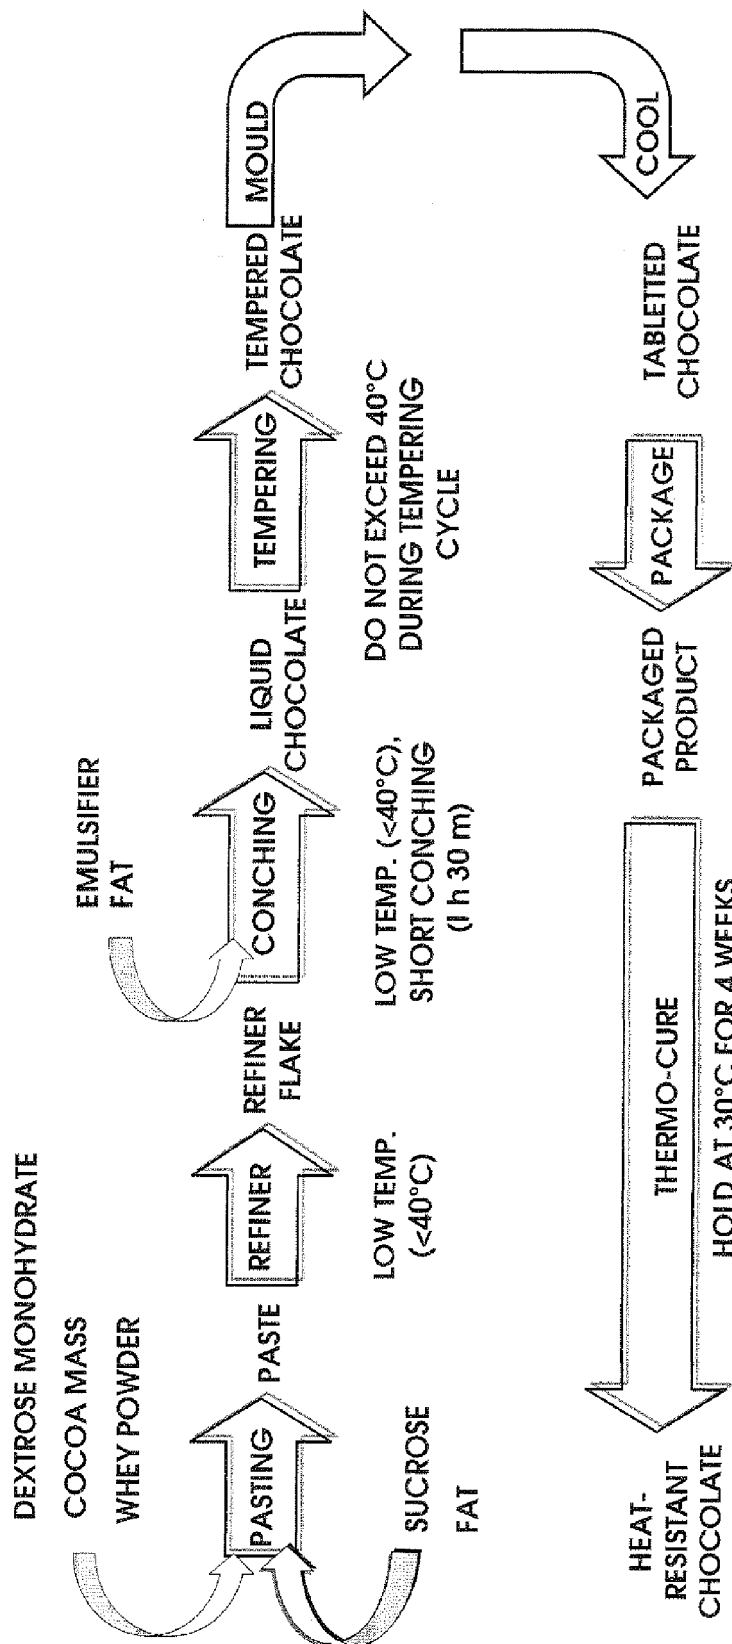 DEXTROSE MONOHYDRATE
COCOA MASS
WHEY POWDER
SUCROSE
FAT
PASTING
PASTE
REFINER
LOW TEMP.
(<40°C)
REFINER
FLAKE
EMULSIFIER
FAT
CONCHING
LOW TEMP. (<40°C),
SHORT CONCHING
(1 h 30 m)
LIQUID
CHOCOLATE
TEMPERING
DO NOT EXCEED 40°C
DURING TEMPERING
CYCLE
TEMPERED
CHOCOLATE
MOULD
COOL
TABLETTED
CHOCOLATE
PACKAGE
PACKAGED
PRODUCT
THERMO-CURE
HOLD AT 30°C FOR 4 WEEKS
HEAT-
RESISTANT
CHOCOLATE